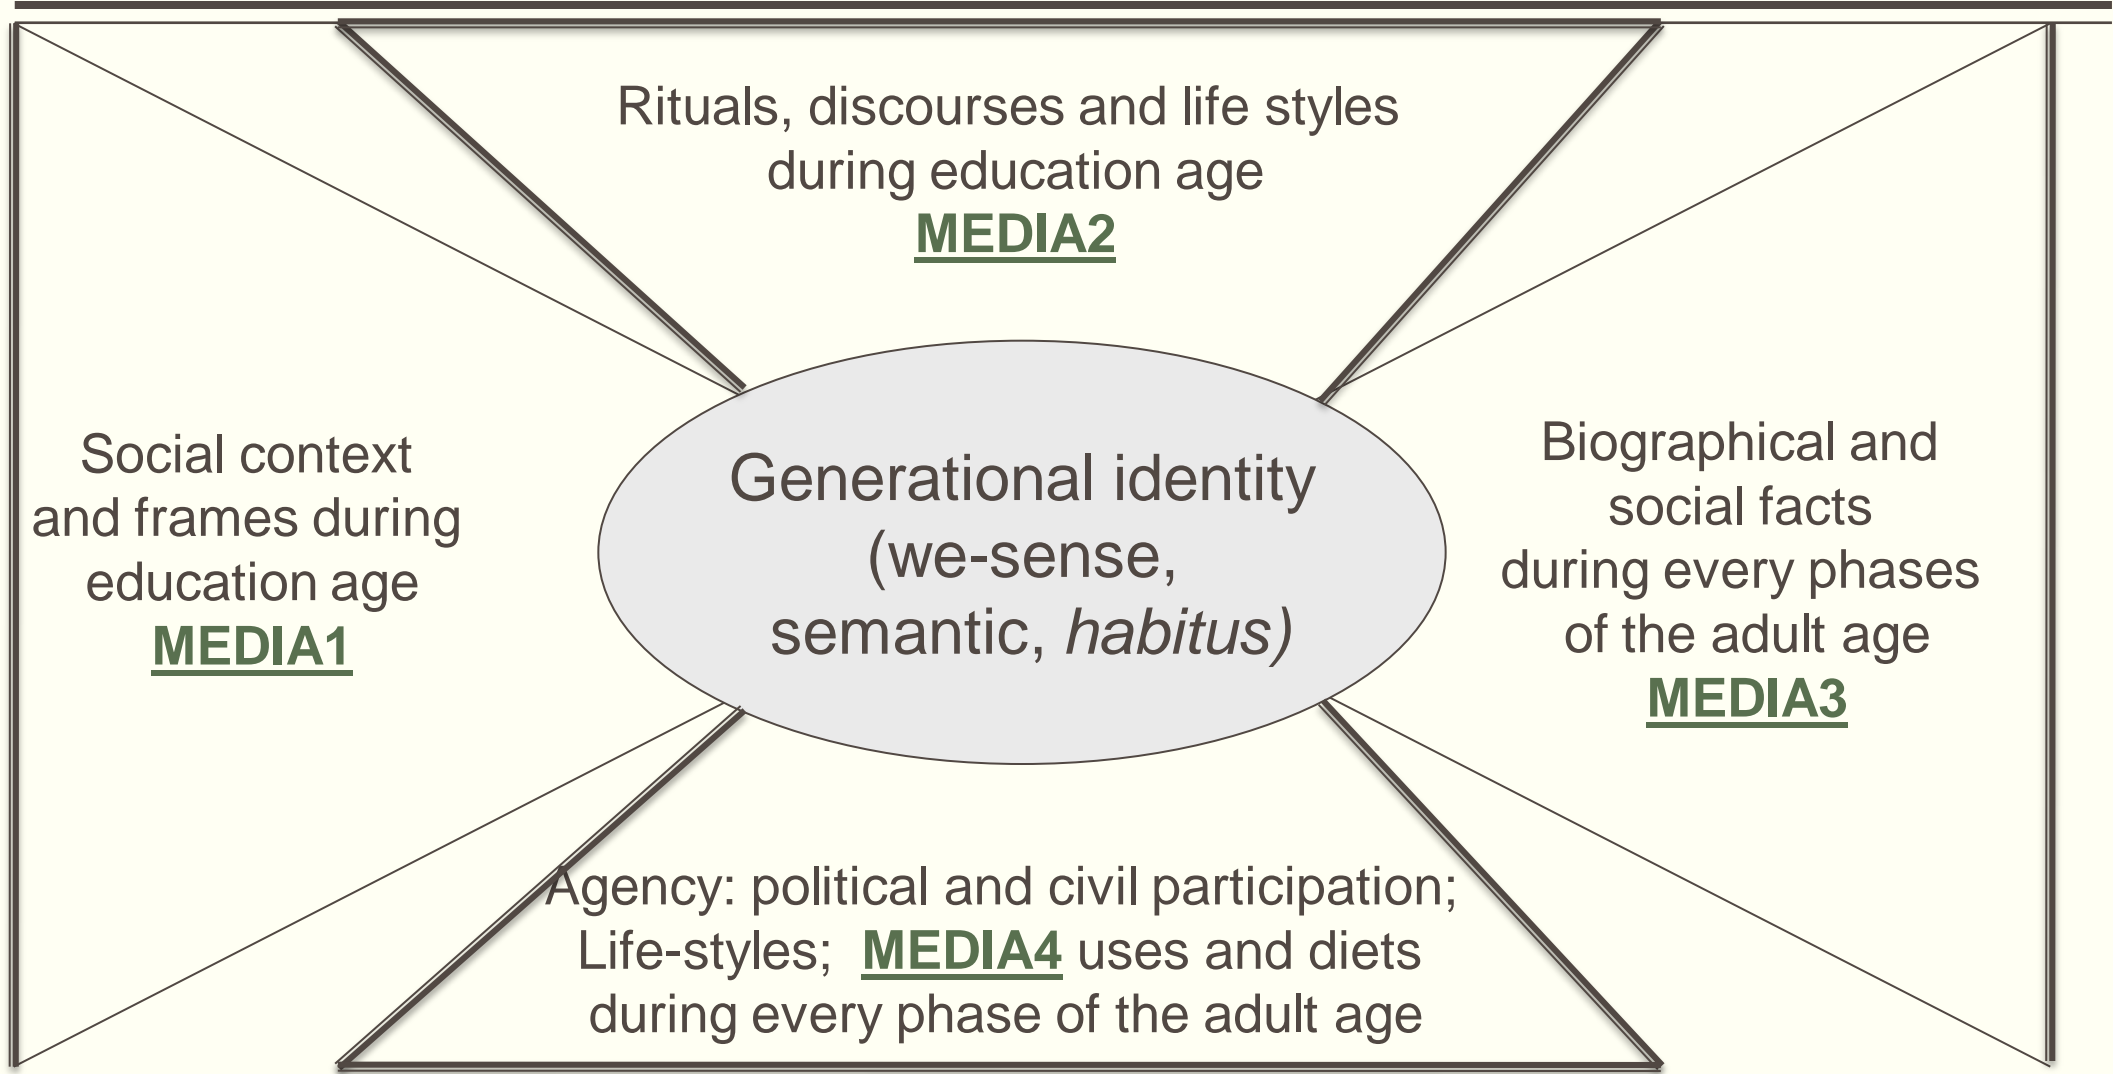 Rituals, discourses and life styles
during education age
MEDIA2
Social context
and frames during
education age
MEDIA1
Generational identity
(we-sense,
semantic, habitus)
Biographical and
social facts
during every phases
of the adult age
MEDIA3
Agency: political and civil participation;
Life-styles; MEDIA4 uses and diets
during every phase of the adult age